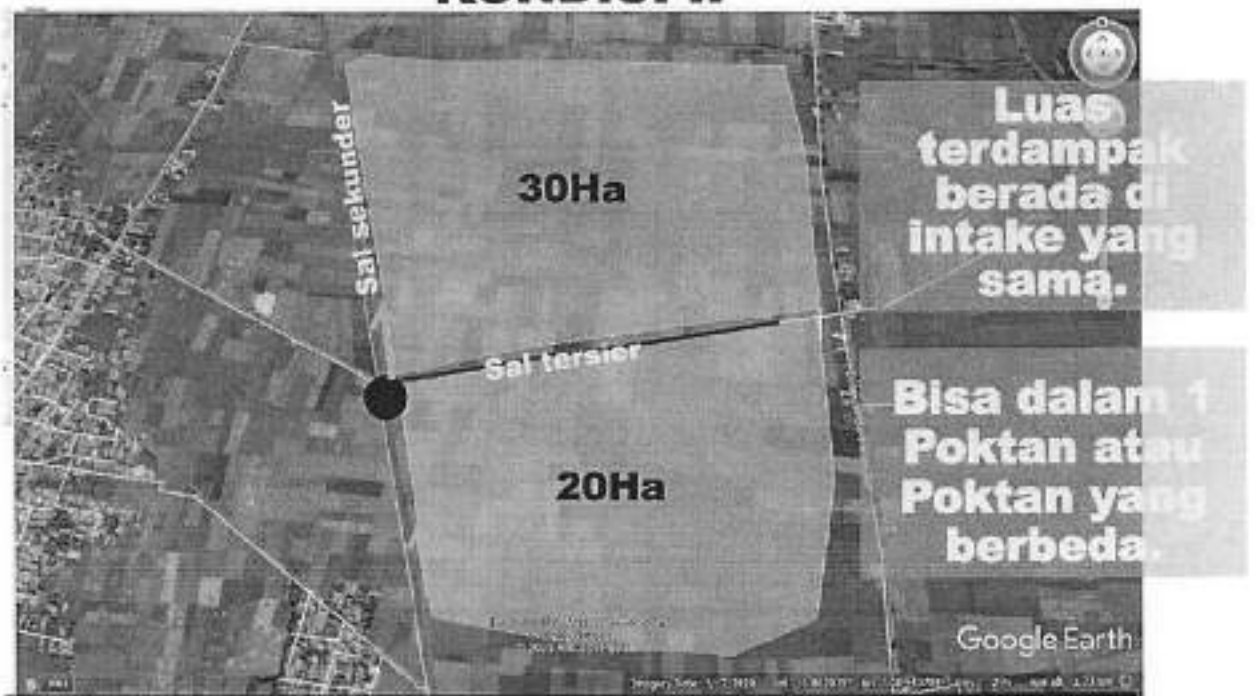 Luas
terdampak
berada di
intake yang
sama.
Sal sekunder
30Ha
Sal tersier
Bisa dalam 1
Poktan atau
Poktan yang
berbeda.
20Ha
Google Earth